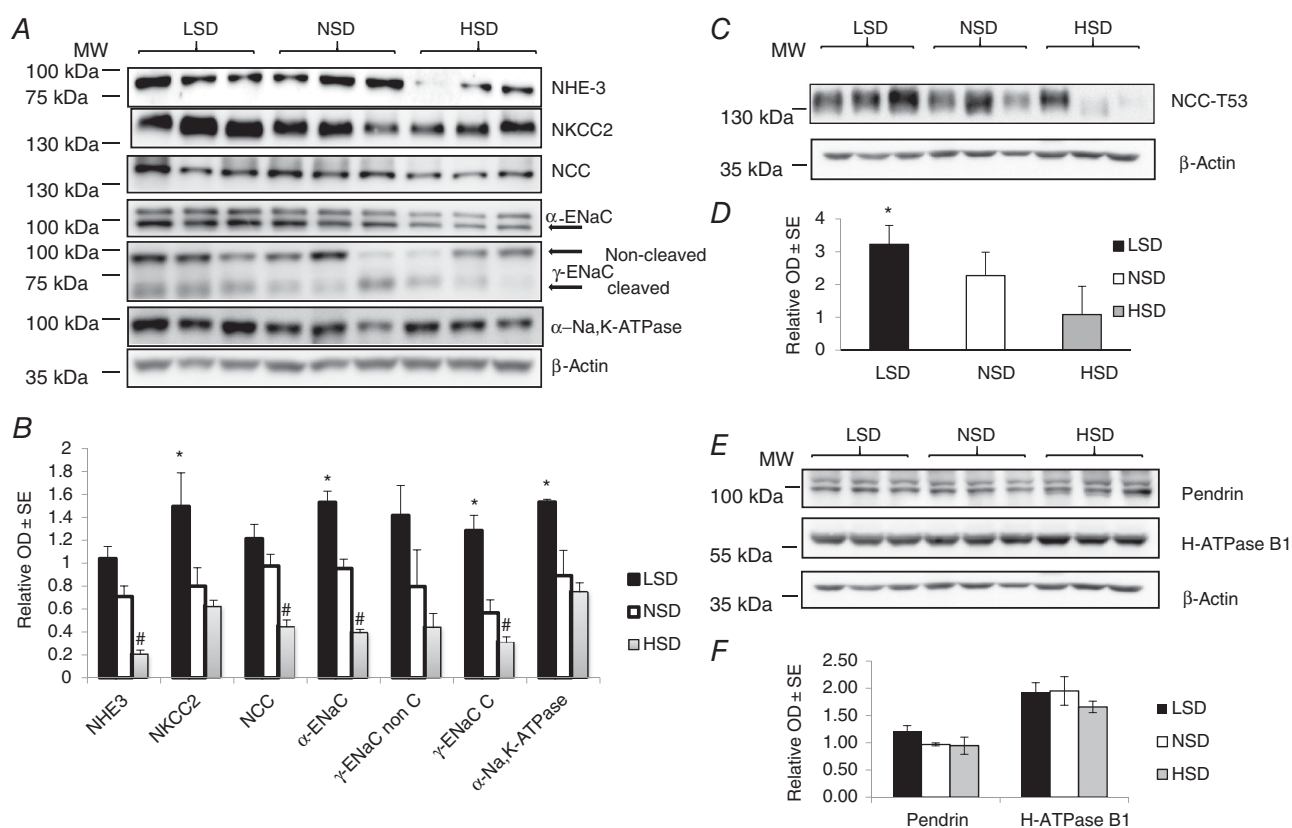 A
LSD NSD HSD
MW
100 kDa
75 kDa
NHE-3
130 kDa
NKCC2
130 kDa
NCC
100 kDa
α-ENaC
100 kDa
Non-cleaved
γ-ENaC
75 kDa
cleaved
100 kDa
α–Na,K-ATPase
35 kDa
β-Actin
B
Relative OD ± SE
2
1.8
1.6
1.4
1.2
1
0.8
0.6
0.4
0.2
0
*
#
#
*
#
*
#
*
LSD
NSD
HSD
NHE3
NKCC2
NCC
α-ENaC
γ-ENaC non C
γ-ENaC C
α-Na,K-ATPase
C
LSD NSD HSD
MW
130 kDa
NCC-T53
35 kDa
β-Actin
D
Relative OD ± SE
4
3
2
1
0
*
LSD
NSD
HSD
LSD NSD HSD
E
LSD NSD HSD
MW
100 kDa
Pendrin
55 kDa
H-ATPase B1
35 kDa
β-Actin
F
Relative OD ± SE
2.50
2.00
1.50
1.00
0.50
0.00
LSD
NSD
HSD
Pendrin H-ATPase B1